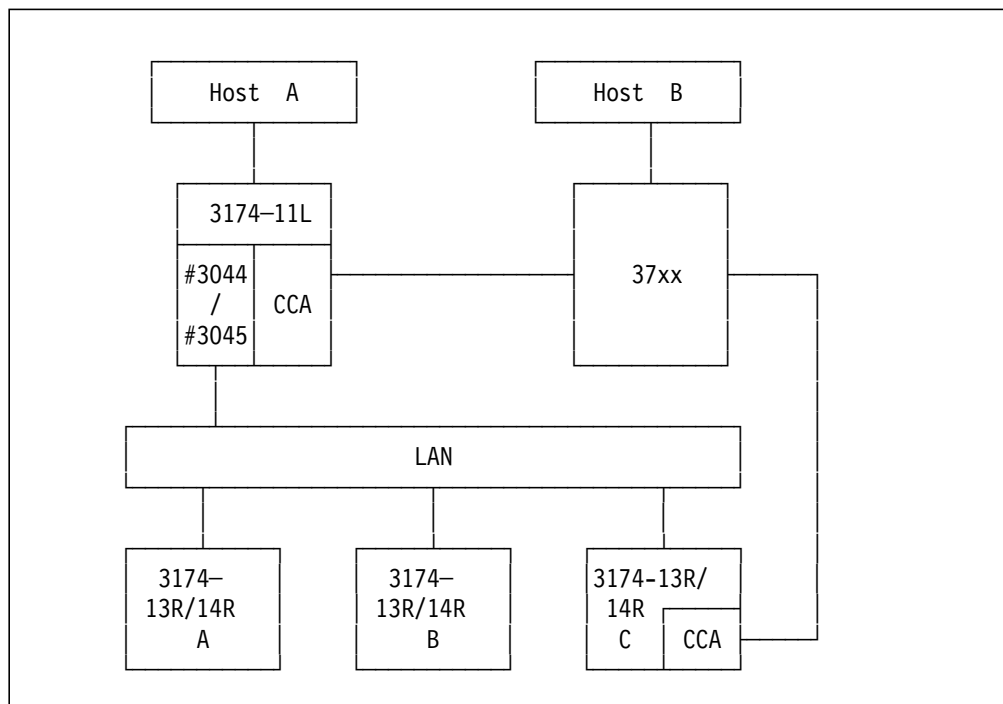 Host A
Host B
3174—11L
#3044
/
#3045
CCA
37xx
LAN
3174—
13R/14R
A
3174—
13R/14R
B
3174-13R/
14R
C
CCA